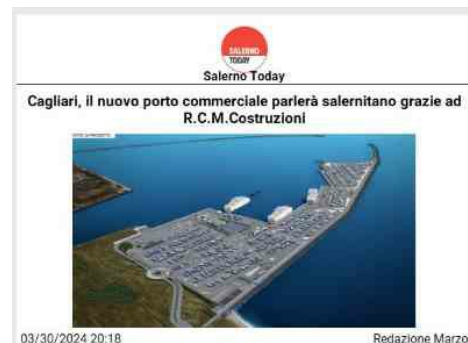 SALERNO
TODAY
Salerno Today
Cagliari, il nuovo porto commerciale parlerà salernitano grazie ad
R.C.M.Costruzioni
03/30/2024 20:18
Redazione Marzo